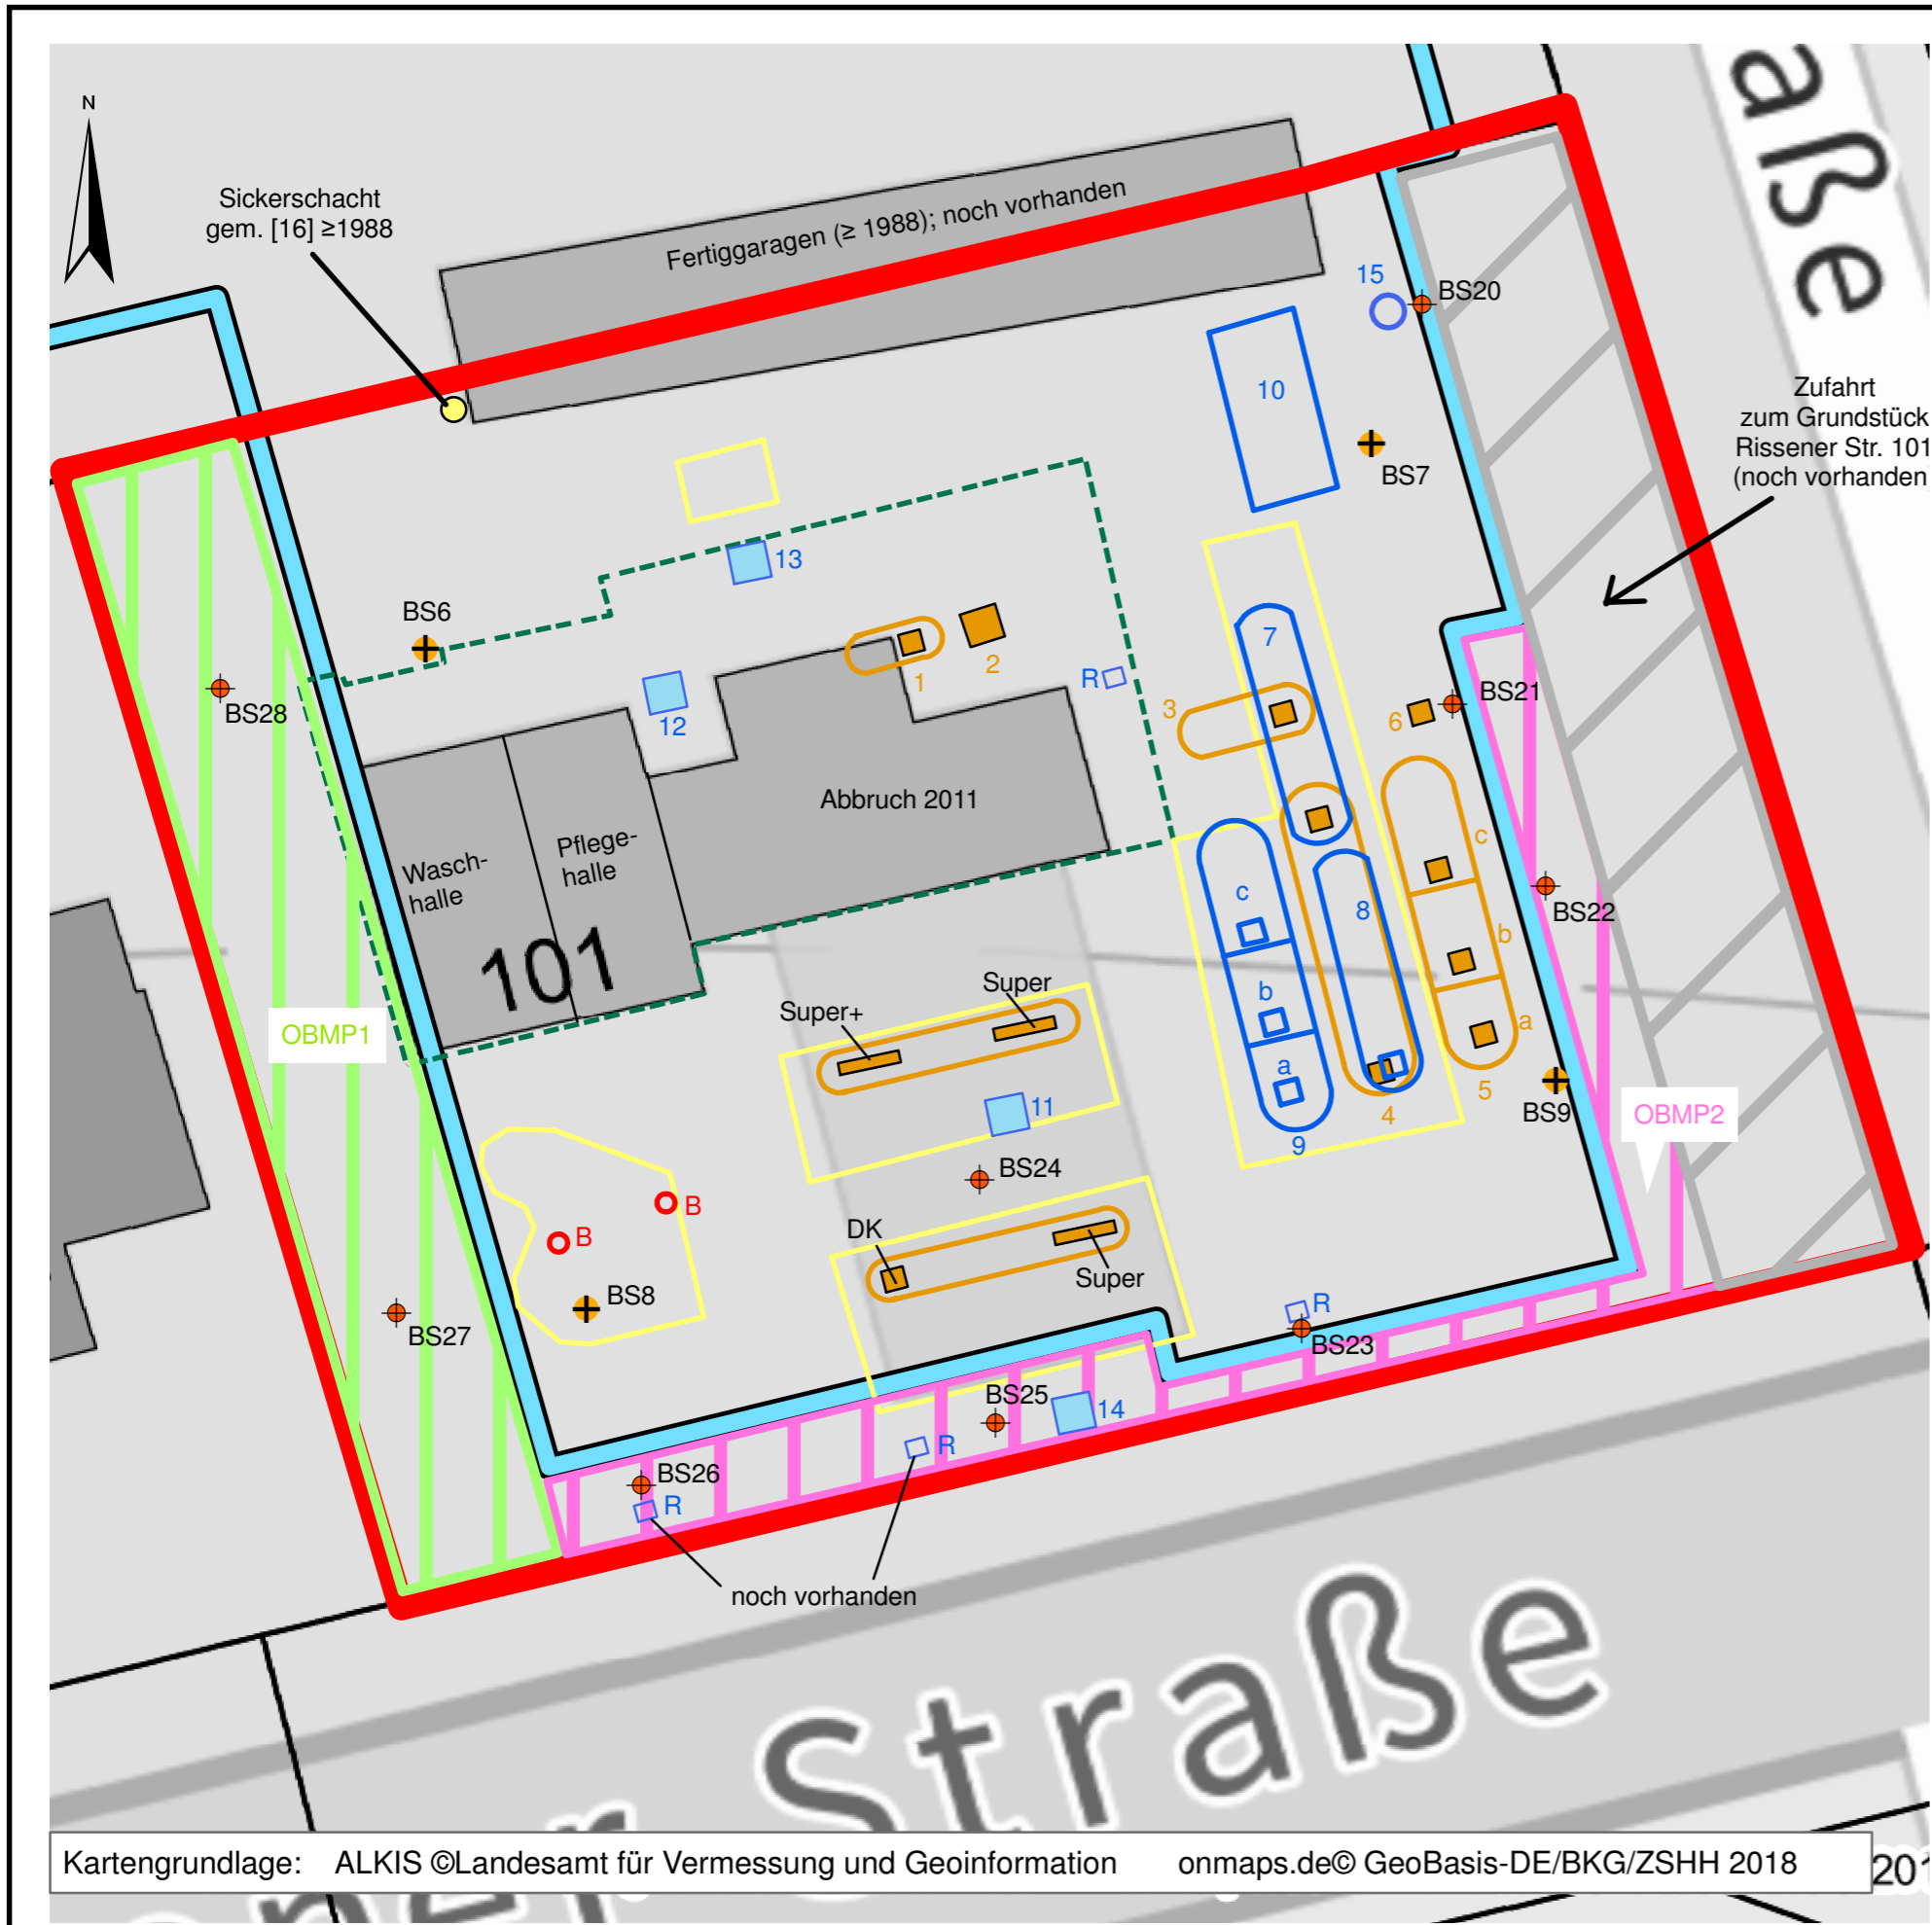 N
Sickerschacht
gem. [16] ≥1988
Fertiggaragen (≥ 1988); noch vorhanden
aße
15
BS20
10
BS7
Zufahrt
zum Grundstück
Rissener Str. 101
(noch vorhanden
13
BS6
BS28
12
1
2
R
3
7
6
BS21
Abbruch 2011
Wasch-
halle
Pflege-
halle
101
c
8
c
b
BS22
b
a
Super
Super+
OBMP1
a
11
9
4
5
BS9
OBMP2
BS24
B
B
DK
Super
BS8
BS27
R
BS23
BS25
14
R
BS26
R
noch vorhanden
ner Straße
Kartengrundlage: ALKIS ©Landesamt für Vermessung und Geoinformation onmaps.de© GeoBasis-DE/BKG/ZSHH 2018
201